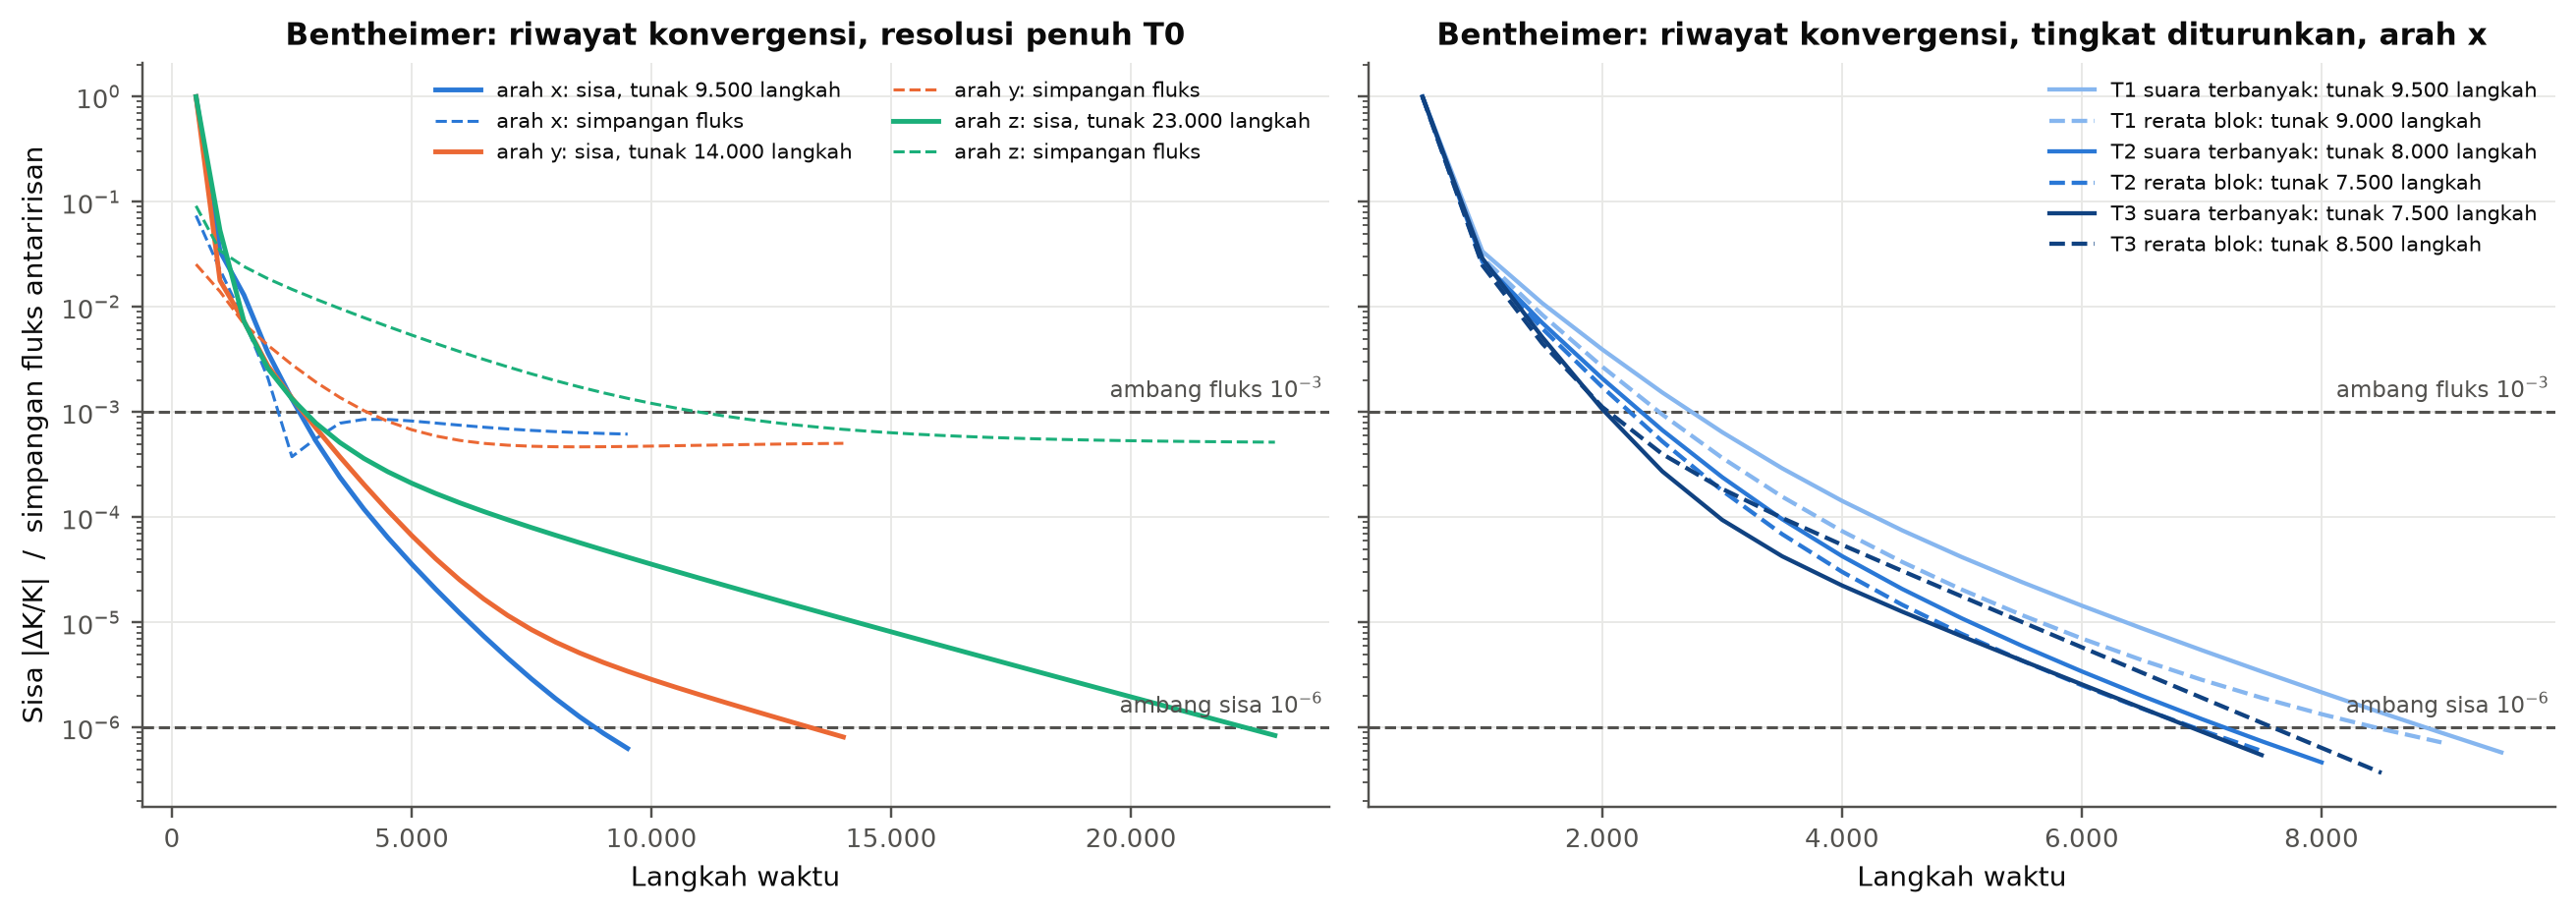 Bentheimer: riwayat konvergensi, resolusi penuh T0
Sisa |ΔK/K| / simpangan fluks antaririsan
10⁰
10⁻¹
10⁻²
10⁻³
10⁻⁴
10⁻⁵
10⁻⁶
arah x: sisa, tunak 9.500 langkah
arah x: simpangan fluks
arah y: sisa, tunak 14.000 langkah
arah y: simpangan fluks
arah z: sisa, tunak 23.000 langkah
arah z: simpangan fluks
ambang fluks 10⁻³
ambang sisa 10⁻⁶
0
5.000
10.000
15.000
20.000
Langkah waktu
Bentheimer: riwayat konvergensi, tingkat diturunkan, arah x
T1 suara terbanyak: tunak 9.500 langkah
T1 rerata blok: tunak 9.000 langkah
T2 suara terbanyak: tunak 8.000 langkah
T2 rerata blok: tunak 7.500 langkah
T3 suara terbanyak: tunak 7.500 langkah
T3 rerata blok: tunak 8.500 langkah
ambang fluks 10⁻³
ambang sisa 10⁻⁶
2.000
4.000
6.000
8.000
Langkah waktu